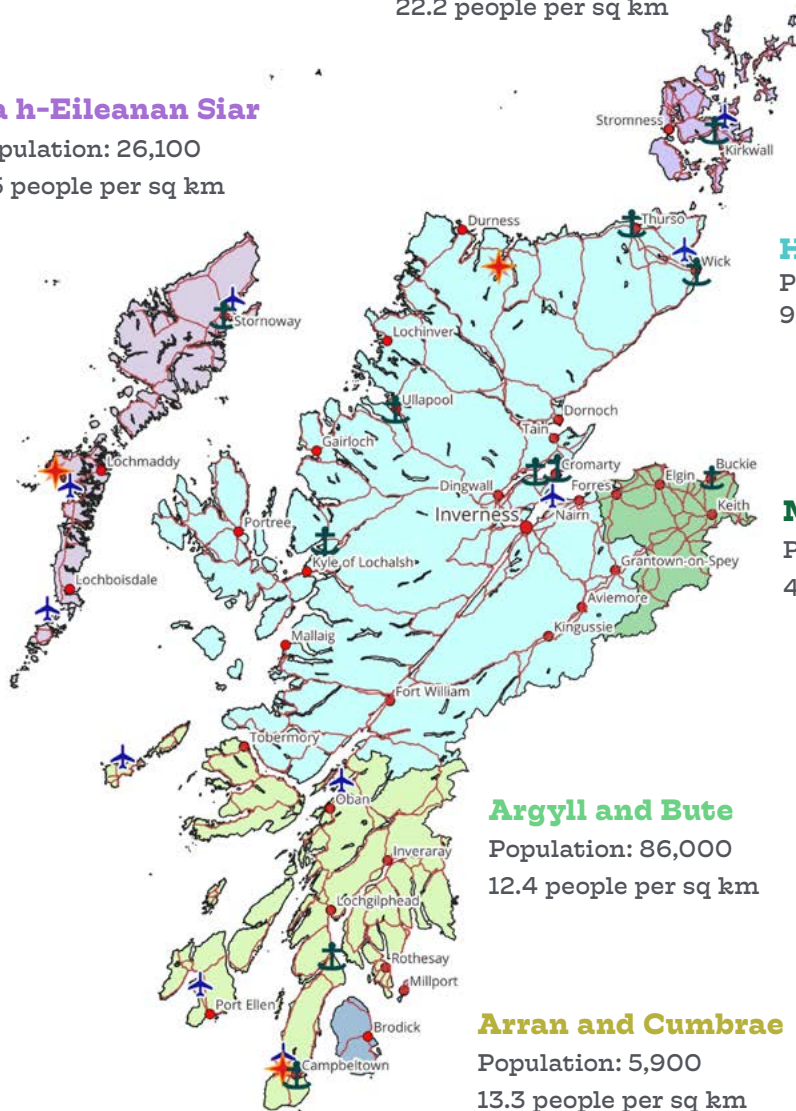 22.2 people per sq km
a h-Eileanan Siar
pulation: 26,100
5 people per sq km
Stromness
Kirkwall
Durness
Thurso
Wick
H
P
9
Stornoway
Lochinver
Ullapool
Dornoch
Tain
Gairloch
Lochmaddy
Cromarty
Buckie
Dingwall
Forres
Elgin
Keith
Inverness
Nairn
Portree
M
P
4
Kyle of Lochalsh
Grantown-on-Spey
Lochboisdale
Aviemore
Kingussie
Mallaig
Fort William
Tobermory
Oban
Argyll and Bute
Population: 86,000
12.4 people per sq km
Inveraray
Lochgilphead
Rothesay
Millport
Port Ellen
Brodick
Campbeltown
Arran and Cumbrae
Population: 5,900
13.3 people per sq km